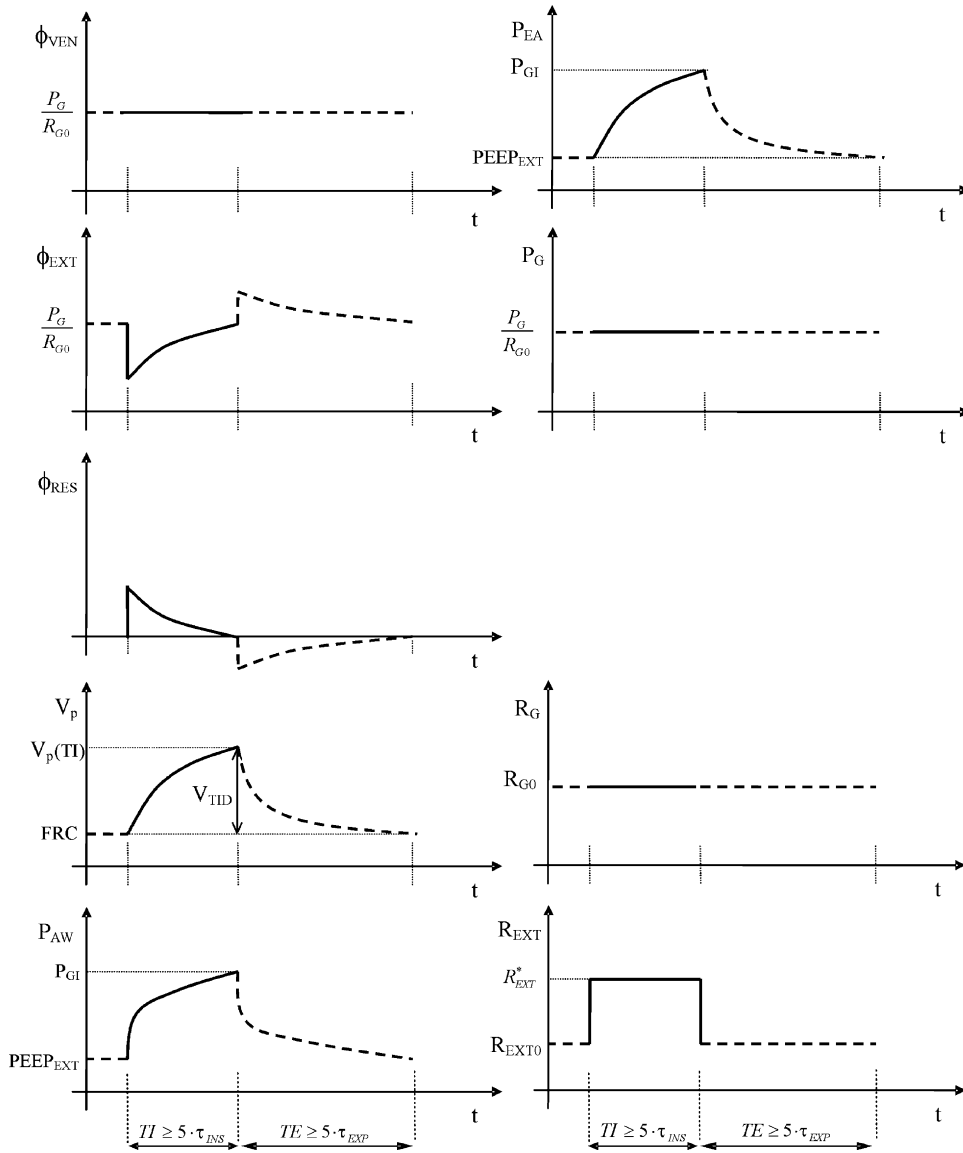 ϕVEN
PG
RG0
t
PEA
PGI
PEEPEXT
t
ϕEXT
PG
RG0
t
PG
PG
RG0
t
ϕRES
t
Vp
Vp(TI)
VTID
FRC
t
RG
RG0
t
PAW
PGI
PEEPEXT
t
REXT
R*EXT
REXT0
t
TI ≥ 5·τINS
TE ≥ 5·τEXP
TI ≥ 5·τINS
TE ≥ 5·τEXP